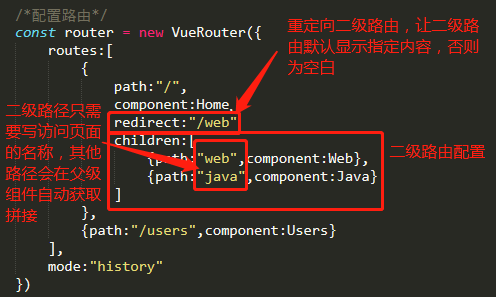 /*配置路由*/
const router = new VueRouter({
routes:[
{
path:"/",
component:Home,
redirect:"/web"
children:[
{path:"web",component:Web},
{path:"java",component:Java}
]
},
{path:"/users",component:Users}
],
mode:"history"
})
重定向二级路由，让二级路
由默认显示指定内容，否则
为空白
二级路径只需
要写访问页面
的名称，其他
路径会在父级
组件自动获取
拼接
二级路由配置